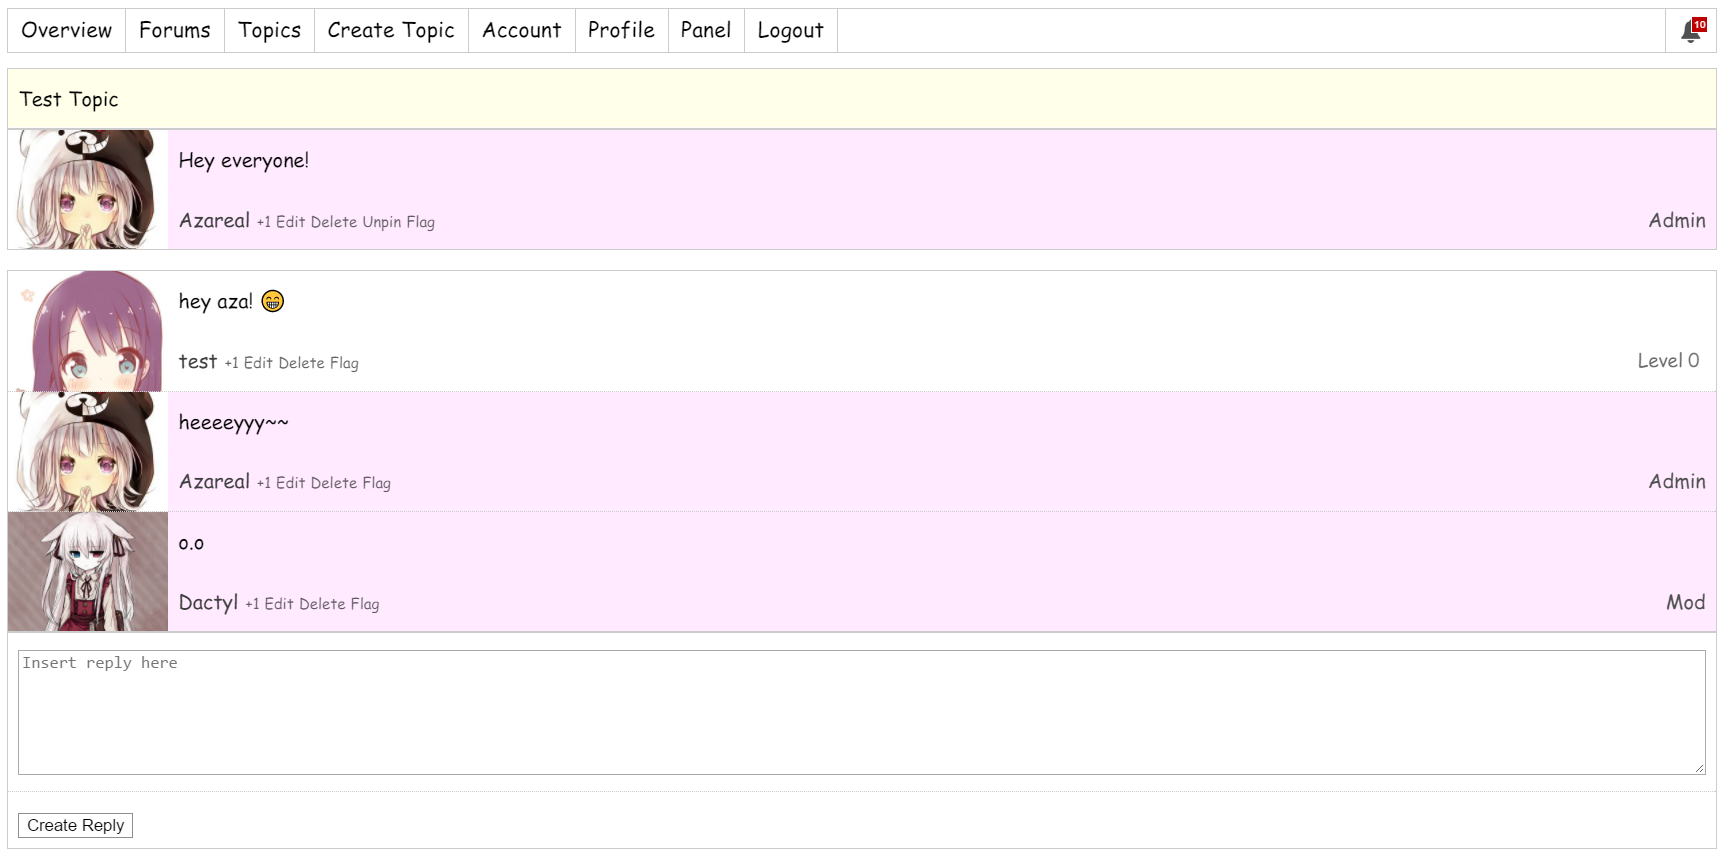 Overview Forums Topics Create Topic Account Profile Panel Logout 10
Test Topic
Hey everyone!
Azareal +1 Edit Delete Unpin Flag Admin
hey aza! 😁
test +1 Edit Delete Flag Level 0
heeeeyyy~~
Azareal +1 Edit Delete Flag Admin
o.o
Dactyl +1 Edit Delete Flag Mod
Insert reply here
Create Reply